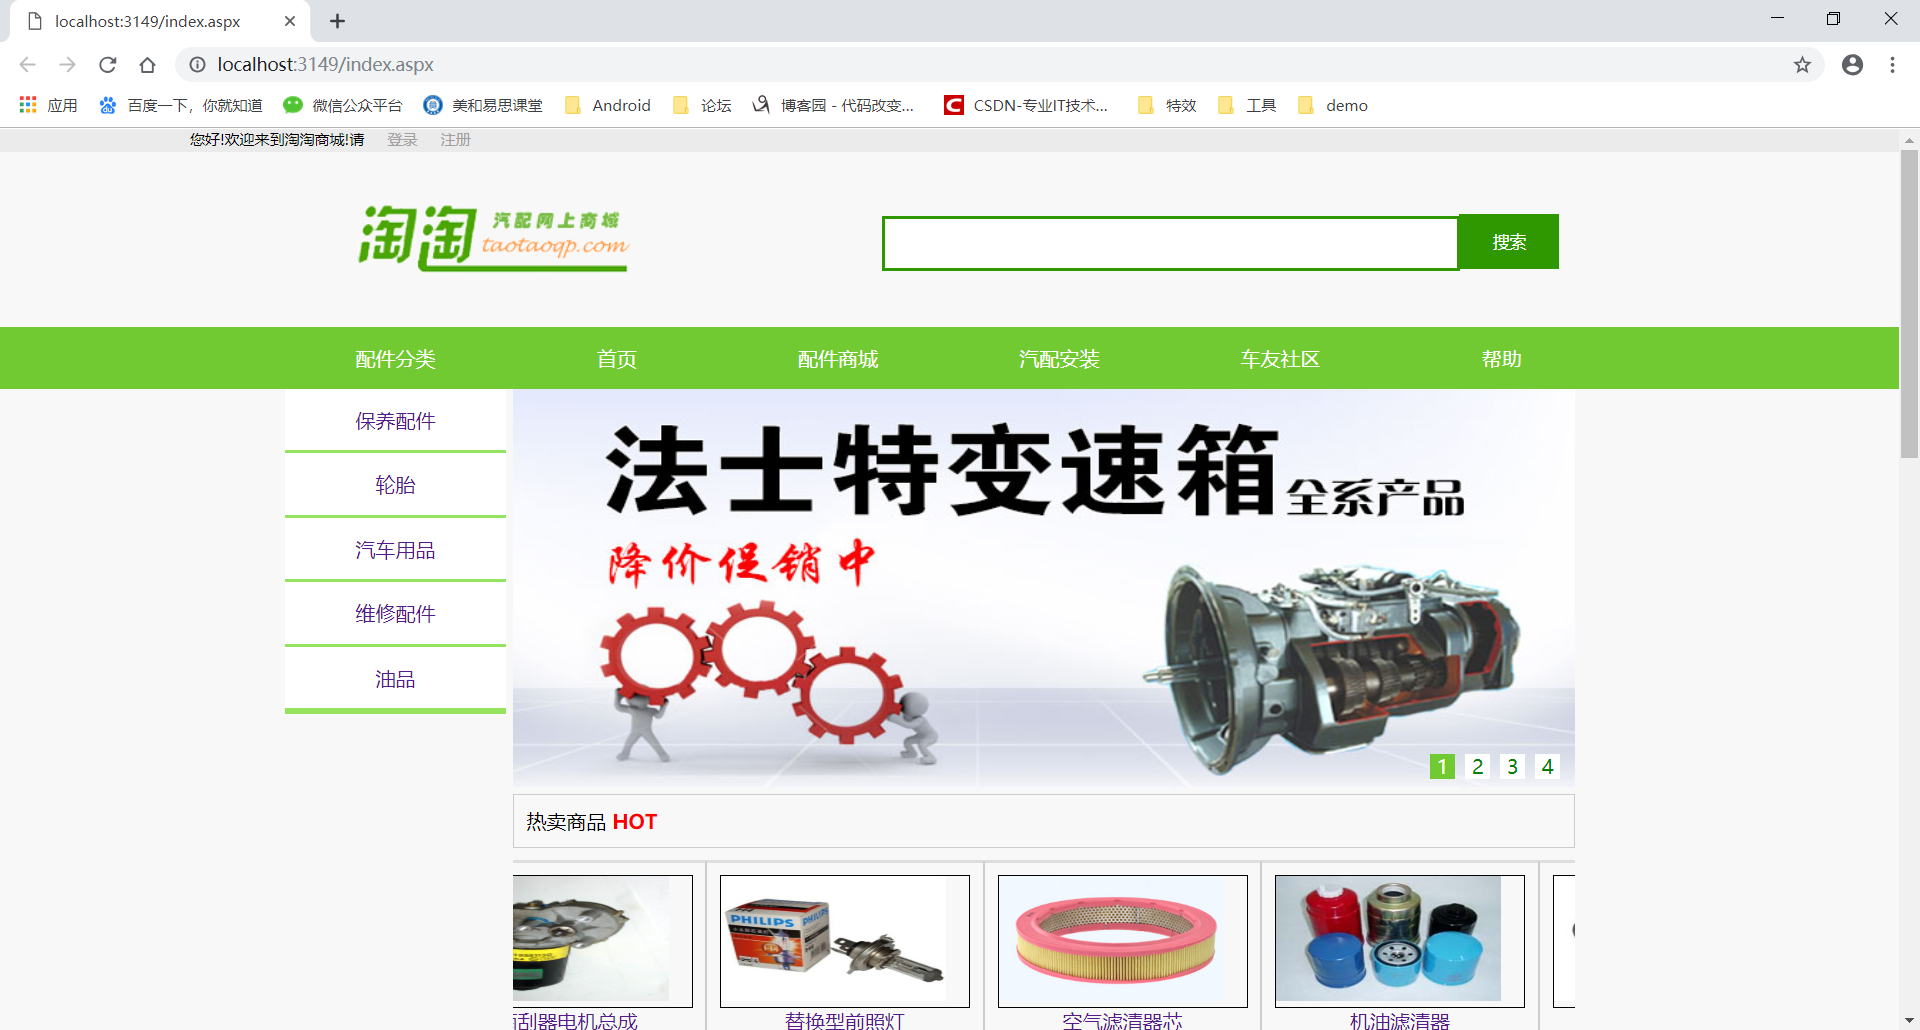 localhost:3149/index.aspx
localhost:3149/index.aspx
应用 百度一下，你就知道 微信公众平台 美和易思课堂 Android 论坛 博客园 - 代码改变... CSDN-专业IT技术... 特效 工具 demo
您好!欢迎来到淘淘商城!请 登录 注册
淘淘 汽配网上商城
taotaoqp.com
搜索
配件分类 首页 配件商城 汽配安装 车友社区 帮助
保养配件
轮胎
汽车用品
维修配件
油品
法士特变速箱全系产品
降价促销中
1 2 3 4
热卖商品 HOT
PHILIPS PHILIPS
刮器电机总成 替换型前照灯 空气滤清器芯 机油滤清器